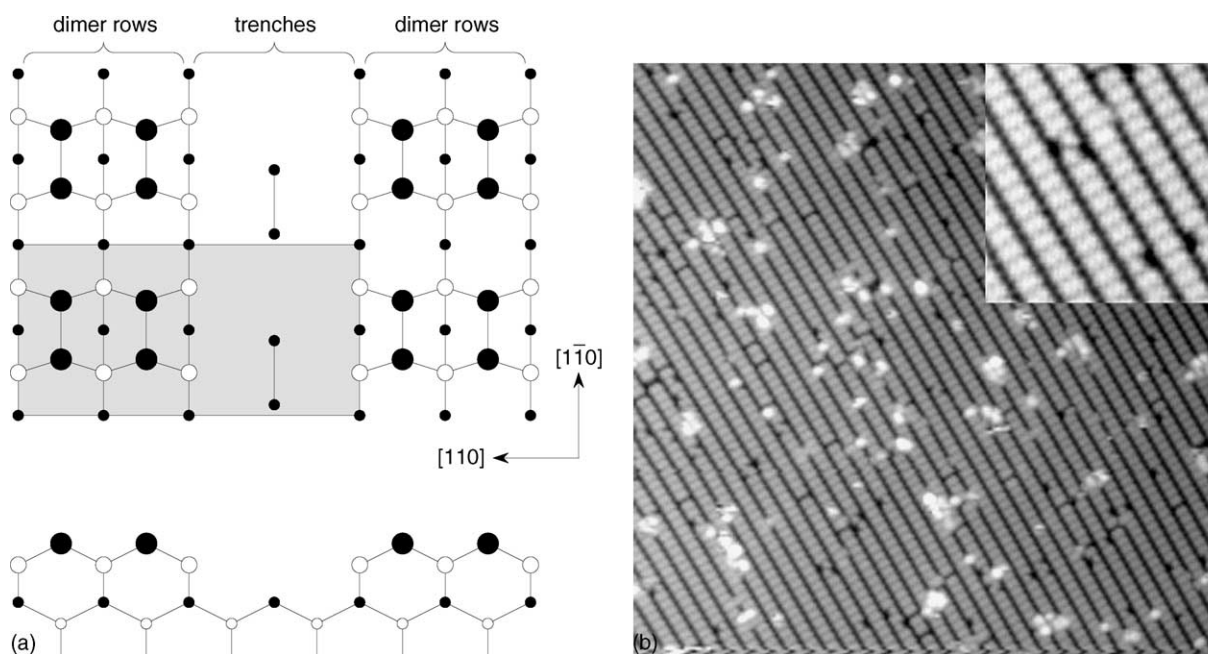 dimer rows trenches dimer rows
[11̄0]
[110]
(a) (b)